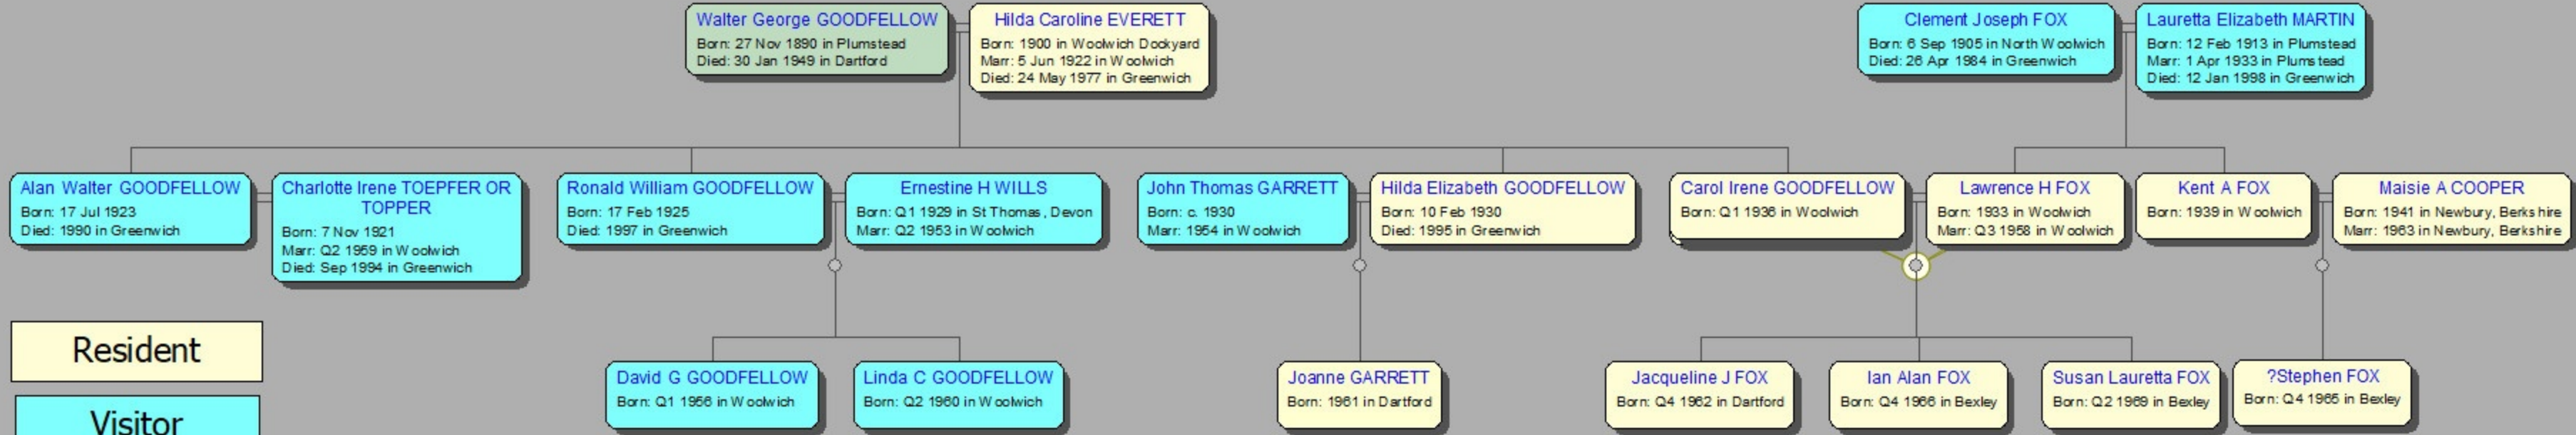 Walter George GOODFELLOW
Born: 27 Nov 1890 in Plumstead
Died: 30 Jan 1949 in Dartford
Hilda Caroline EVERETT
Born: 1900 in Woolwich Dockyard
Marr: 5 Jun 1922 in Woolwich
Died: 24 May 1977 in Greenwich
Clement Joseph FOX
Born: 6 Sep 1905 in North Woolwich
Died: 26 Apr 1984 in Greenwich
Lauretta Elizabeth MARTIN
Born: 12 Feb 1913 in Plumstead
Marr: 1 Apr 1933 in Plumstead
Died: 12 Jan 1998 in Greenwich
Alan Walter GOODFELLOW
Born: 17 Jul 1923
Died: 1990 in Greenwich
Charlotte Irene TOEPFER OR
TOPPER
Born: 7 Nov 1921
Marr: Q2 1959 in Woolwich
Died: Sep 1994 in Greenwich
Ronald William GOODFELLOW
Born: 17 Feb 1925
Died: 1997 in Greenwich
Ernestine H WILLS
Born: Q1 1929 in St Thomas, Devon
Marr: Q2 1953 in Woolwich
John Thomas GARRETT
Born: c. 1930
Marr: 1954 in Woolwich
Hilda Elizabeth GOODFELLOW
Born: 10 Feb 1930
Died: 1995 in Greenwich
Carol Irene GOODFELLOW
Born: Q1 1936 in Woolwich
Lawrence H FOX
Born: 1933 in Woolwich
Marr: Q3 1958 in Woolwich
Kent A FOX
Born: 1939 in Woolwich
Maisie A COOPER
Born: 1941 in Newbury, Berkshire
Marr: 1963 in Newbury, Berkshire
Resident
Visitor
David G GOODFELLOW
Born: Q1 1956 in Woolwich
Linda C GOODFELLOW
Born: Q2 1960 in Woolwich
Joanne GARRETT
Born: 1961 in Dartford
Jacqueline J FOX
Born: Q4 1962 in Dartford
Ian Alan FOX
Born: Q4 1966 in Bexley
Susan Lauretta FOX
Born: Q2 1969 in Bexley
?Stephen FOX
Born: Q4 1965 in Bexley